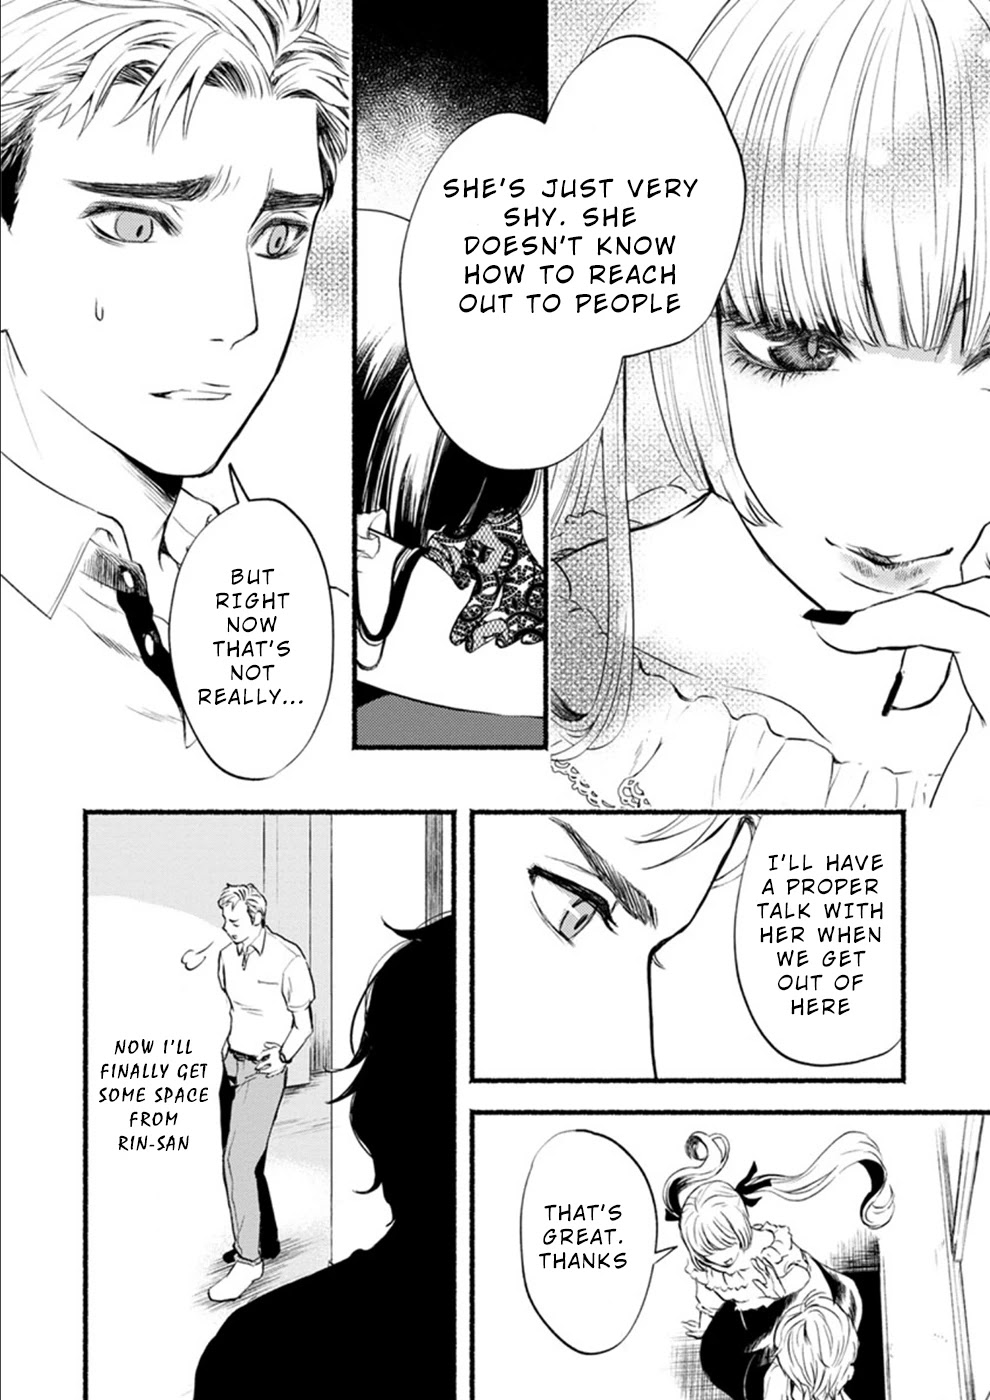 SHE'S JUST VERY
SHY. SHE
DOESN'T KNOW
HOW TO REACH
OUT TO PEOPLE
BUT
RIGHT
NOW
THAT'S
NOT
REALLY...
I'LL HAVE
A PROPER
TALK WITH
HER WHEN
WE GET
OUT OF
HERE
NOW I'LL
FINALLY GET
SOME SPACE
FROM
RIN-SAN
THAT'S
GREAT.
THANKS